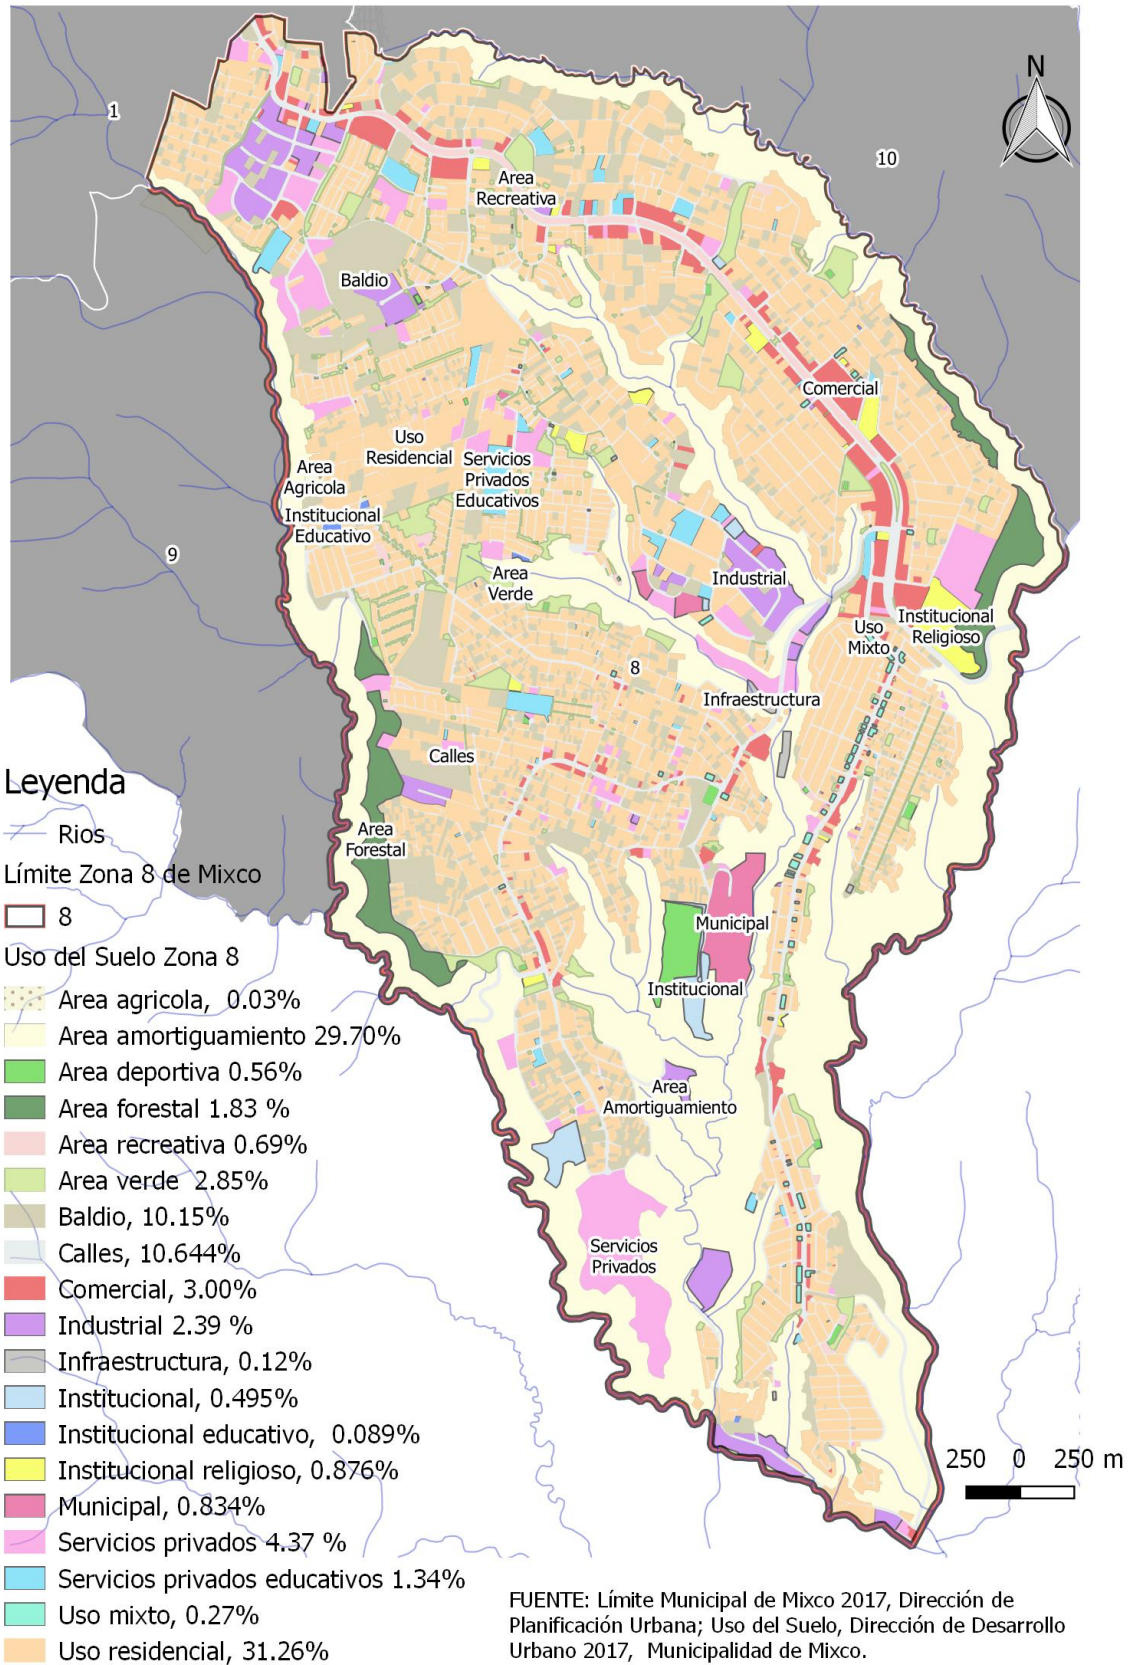 N
1
10
Area
Recreativa
Baldio
Comercial
Uso
Residencial
Servicios
Privados
Educativos
Area
Agricola
Institucional
Educativo
9
Area
Verde
Industrial
Uso
Mixto
Institucional
Religioso
8
Infraestructura
Calles
Area
Forestal
Municipal
Institucional
Area
Amortiguamiento
Servicios
Privados
Leyenda
Rios
Límite Zona 8 de Mixco
8
Uso del Suelo Zona 8
Area agricola, 0.03%
Area amortiguamiento 29.70%
Area deportiva 0.56%
Area forestal 1.83 %
Area recreativa 0.69%
Area verde 2.85%
Baldio, 10.15%
Calles, 10.644%
Comercial, 3.00%
Industrial 2.39 %
Infraestructura, 0.12%
Institucional, 0.495%
Institucional educativo, 0.089%
Institucional religioso, 0.876%
Municipal, 0.834%
Servicios privados 4.37 %
Servicios privados educativos 1.34%
Uso mixto, 0.27%
Uso residencial, 31.26%
250 0 250 m
FUENTE: Límite Municipal de Mixco 2017, Dirección de
Planificación Urbana; Uso del Suelo, Dirección de Desarrollo
Urbano 2017, Municipalidad de Mixco.